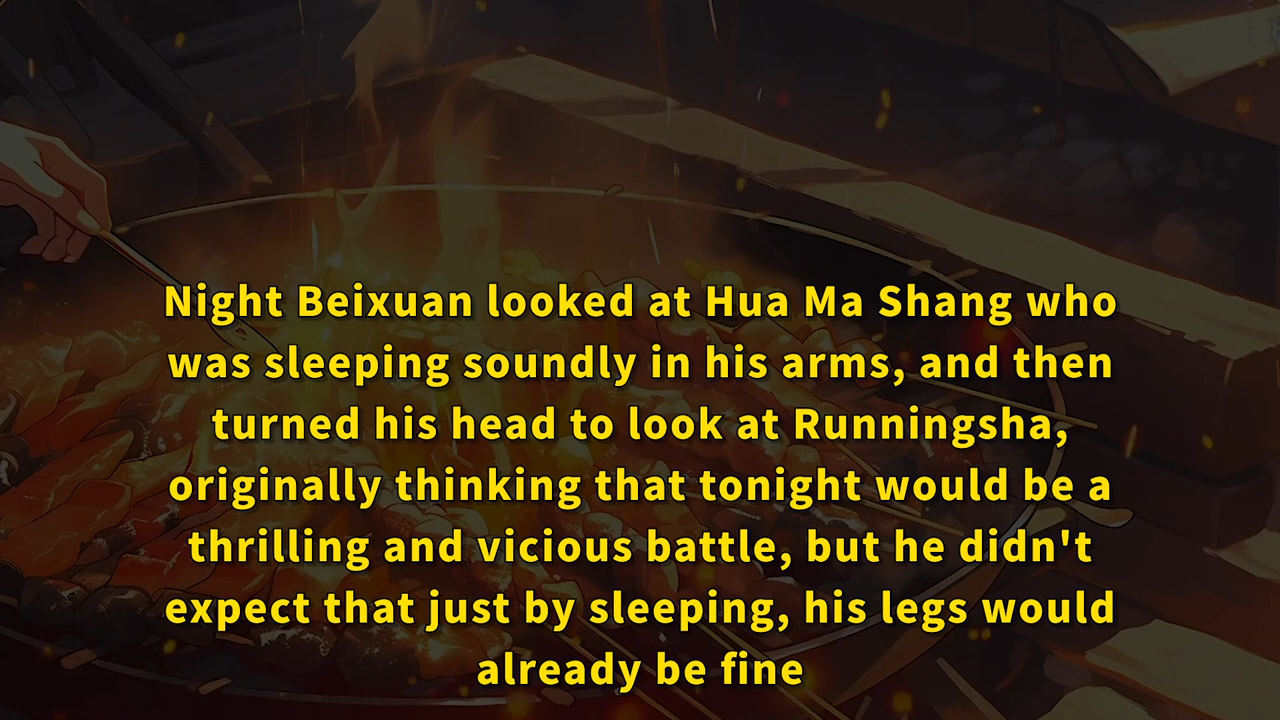 Night Beixuan looked at Hua Ma Shang who
was sleeping soundly in his arms, and then
turned his head to look at Runningsha,
originally thinking that tonight would be a
thrilling and vicious battle, but he didn't
expect that just by sleeping, his legs would
already be fine